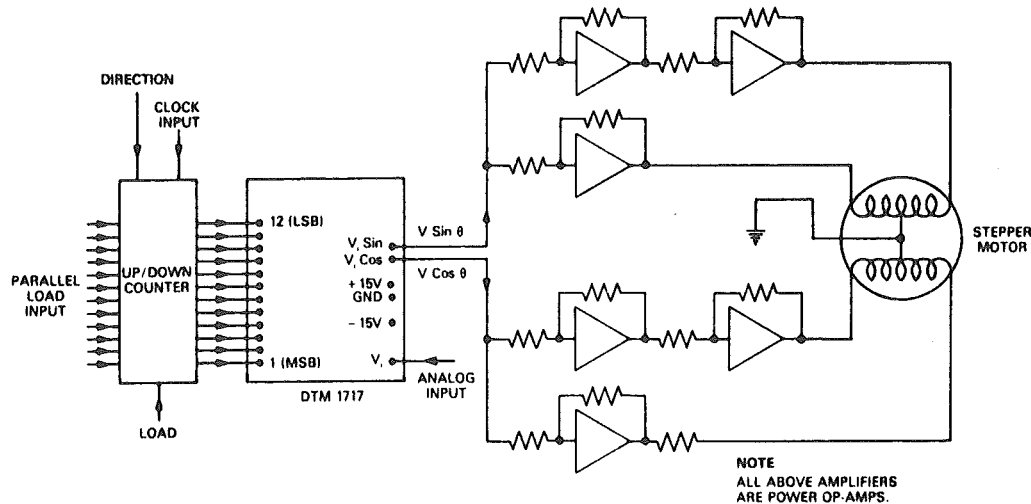 DIRECTION
CLOCK
INPUT
12 (LSB)
V, Sin
V, Cos
+ 15V
GND
- 15V
V,
1 (MSB)
V Sin θ
V Cos θ
UP/DOWN
COUNTER
PARALLEL
LOAD
INPUT
DTM 1717
ANALOG
INPUT
LOAD
STEPPER
MOTOR
NOTE
ALL ABOVE AMPLIFIERS
ARE POWER OP-AMPS.